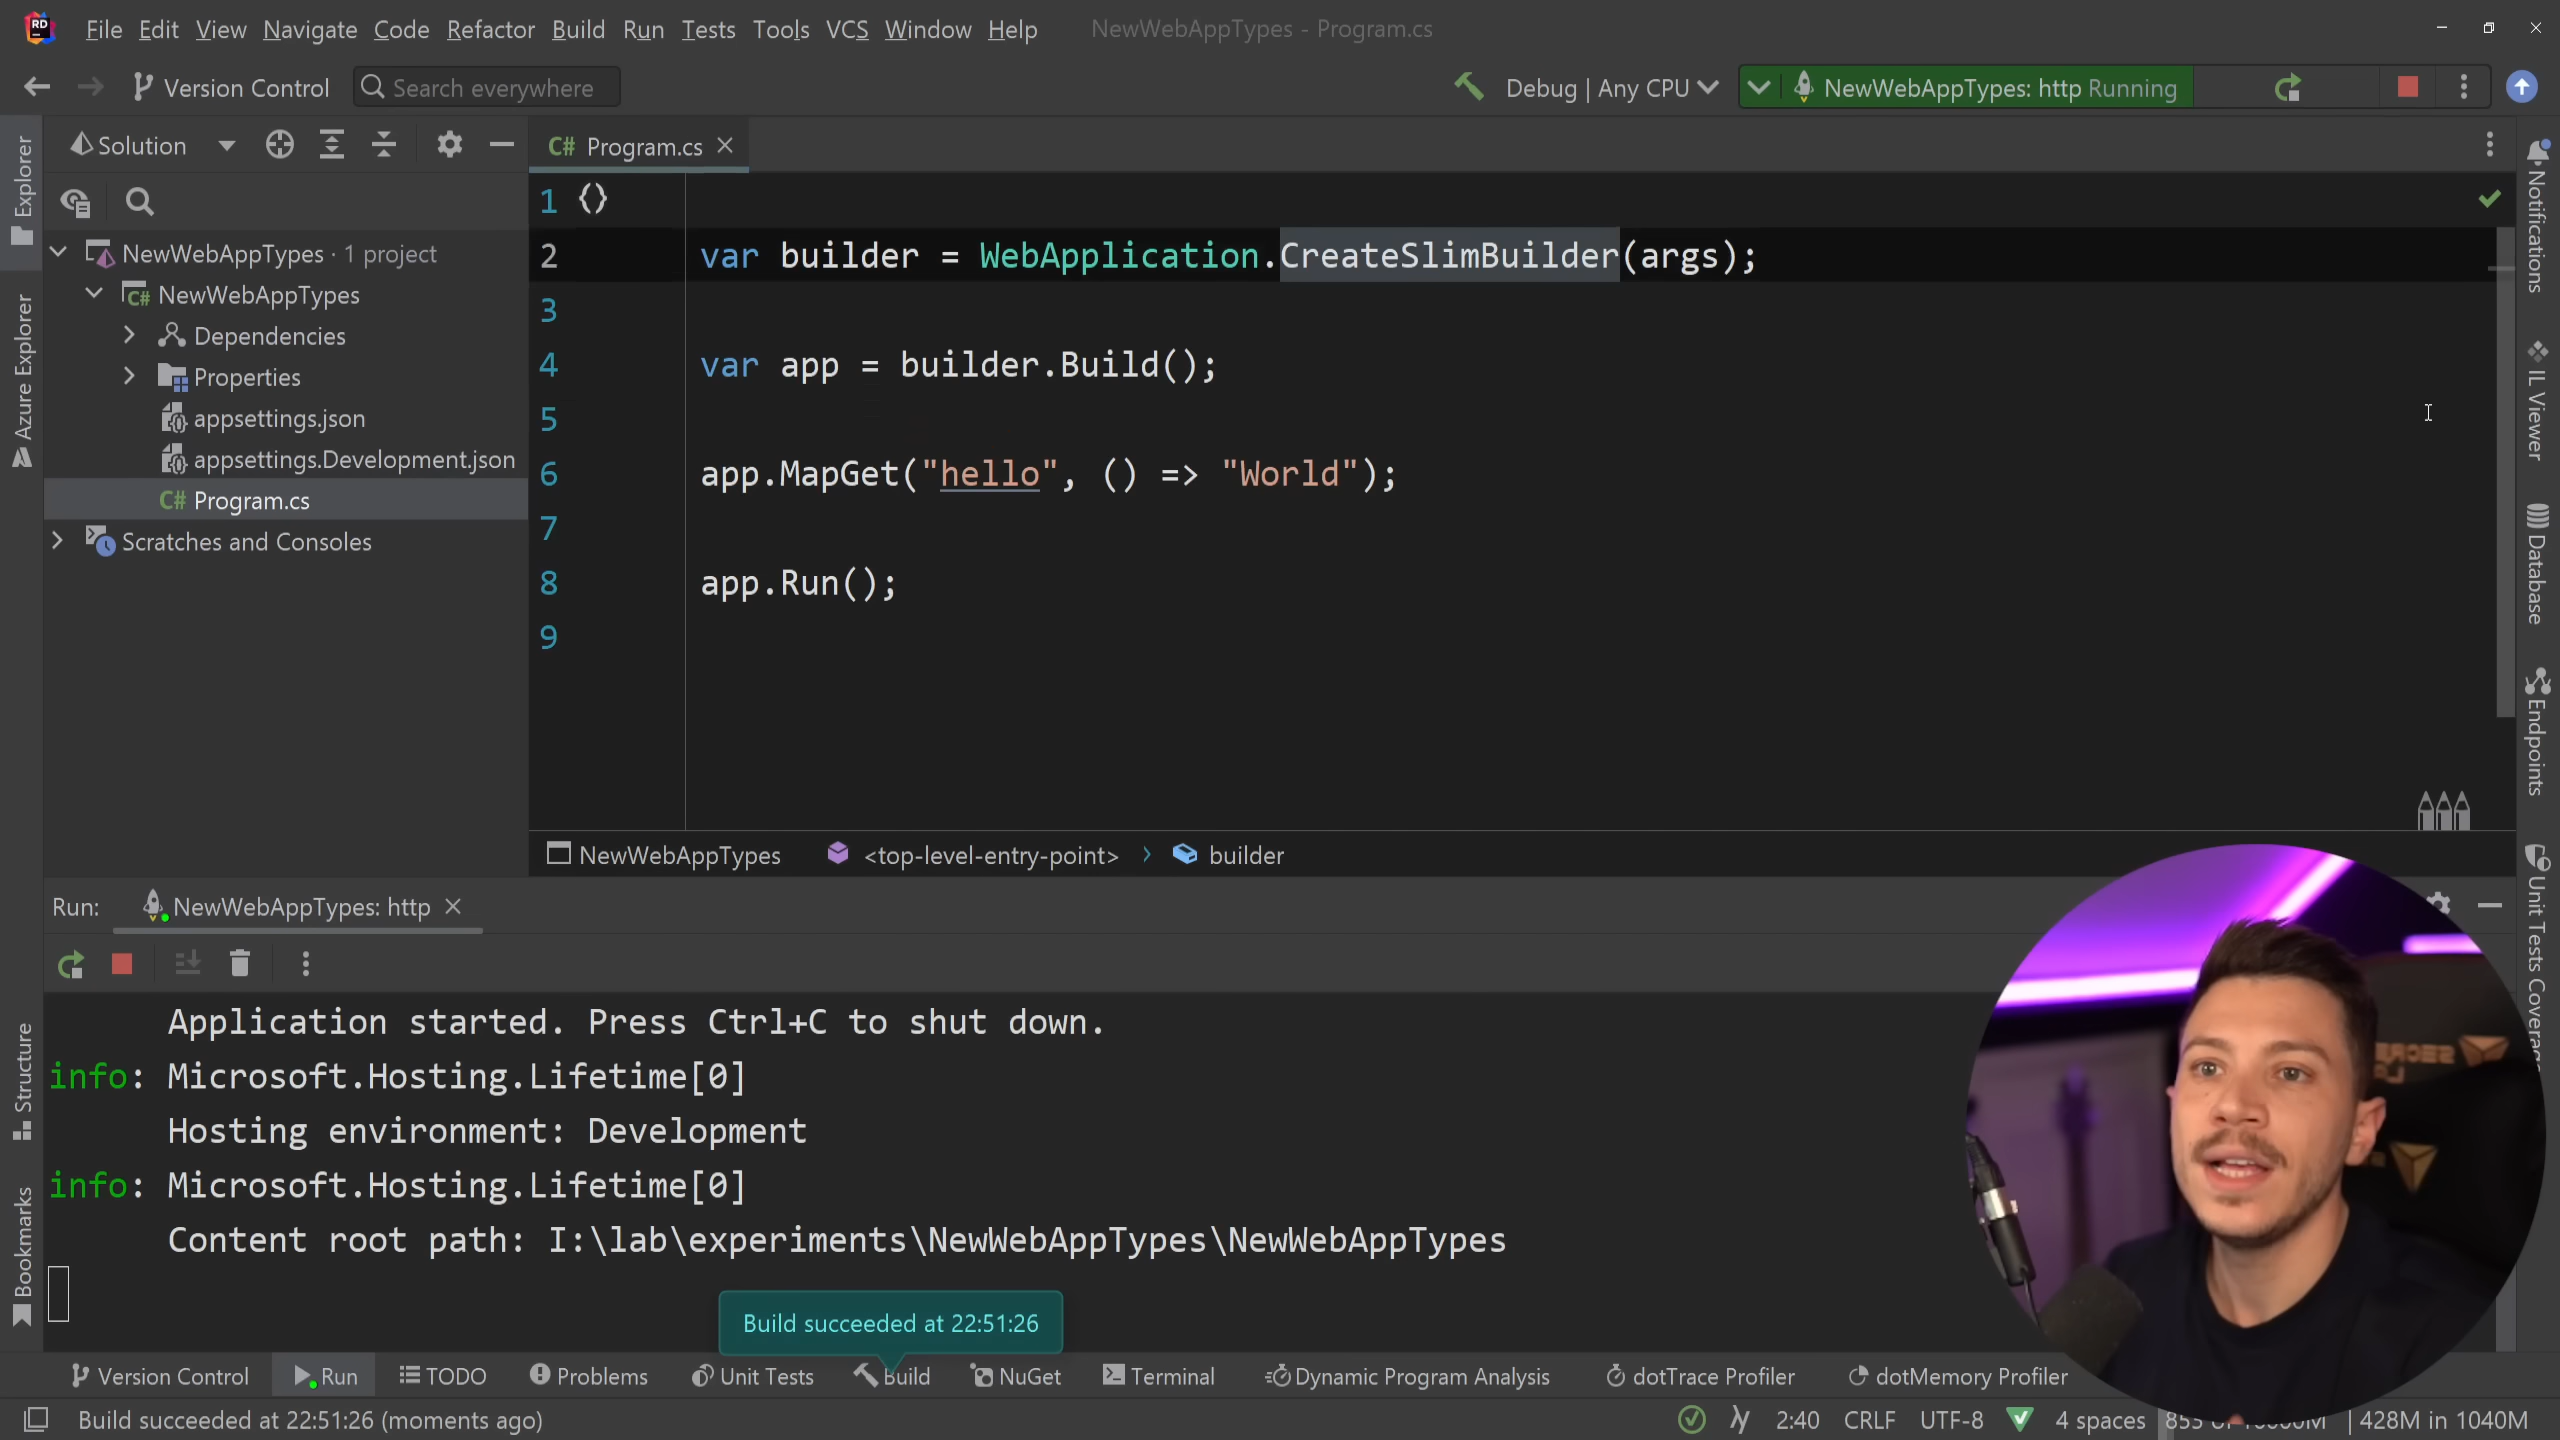 File Edit View Navigate Code Refactor Build Run Tests Tools VCS Window Help NewWebAppTypes - Program.cs
Version Control Search everywhere Debug | Any CPU NewWebAppTypes: http Running
Solution
C# Program.cs
Explorer
Azure Explorer
Structure
Bookmarks
NewWebAppTypes · 1 project
C# NewWebAppTypes
Dependencies
Properties
appsettings.json
appsettings.Development.json
C# Program.cs
Scratches and Consoles
1 {}
2 var builder = WebApplication.CreateSlimBuilder(args);
3
4 var app = builder.Build();
5
6 app.MapGet("hello", () => "World");
7
8 app.Run();
9
Notifications
IL Viewer
Database
Endpoints
NewWebAppTypes <top-level-entry-point> › builder
Run: NewWebAppTypes: http
Application started. Press Ctrl+C to shut down.
info: Microsoft.Hosting.Lifetime[0]
Hosting environment: Development
info: Microsoft.Hosting.Lifetime[0]
Content root path: I:\lab\experiments\NewWebAppTypes\NewWebAppTypes
Unit Tests Coverage
Build succeeded at 22:51:26
Version Control Run TODO Problems Unit Tests Build NuGet Terminal Dynamic Program Analysis dotTrace Profiler dotMemory Profiler
Build succeeded at 22:51:26 (moments ago) 2:40 CRLF UTF-8 4 spaces 428M in 1040M